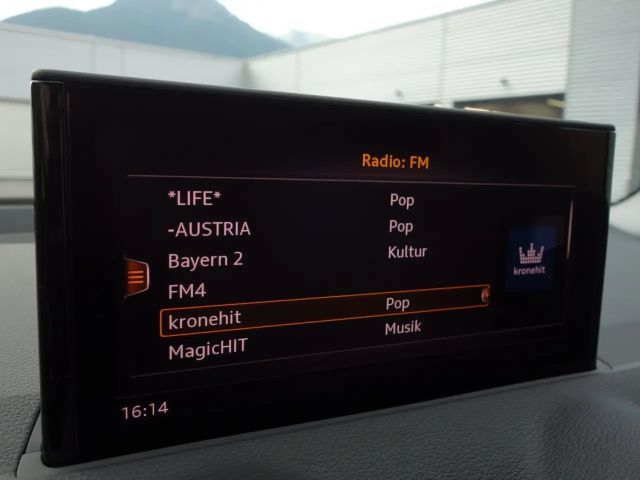 Radio: FM
*LIFE* Pop
-AUSTRIA Pop
Bayern 2 Kultur
FM4
kronehit Pop
MagicHIT Musik
kronehit
16:14